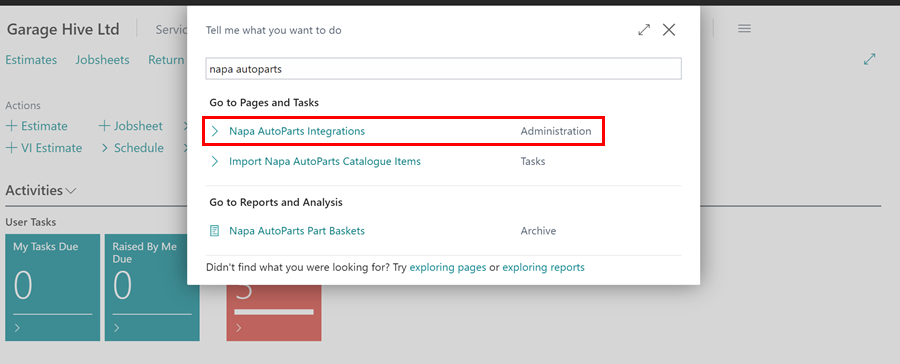 Garage Hive Ltd
Servic
Tell me what you want to do
Estimates Jobsheets Return
napa autoparts
Go to Pages and Tasks
Actions
+ Estimate + Jobsheet
Napa AutoParts Integrations Administration
+ VI Estimate > Schedule
Import Napa AutoParts Catalogue Items Tasks
Activities
Go to Reports and Analysis
User Tasks
Napa AutoParts Part Baskets Archive
My Tasks Due
0
Raised By Me Due
0
Didn't find what you were looking for? Try exploring pages or exploring reports